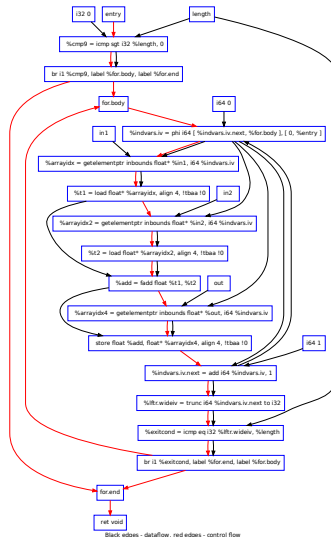 i32 0
entry
length
%cmp9 = icmp sgt i32 %length, 0
br i1 %cmp9, label %for.body, label %for.end
for.body
i64 0
in1
%indvars.iv = phi i64 [ %indvars.iv.next, %for.body ], [ 0, %entry ]
%arrayidx = getelementptr inbounds float* %in1, i64 %indvars.iv
%t1 = load float* %arrayidx, align 4, !tbaa !0
in2
%arrayidx2 = getelementptr inbounds float* %in2, i64 %indvars.iv
%t2 = load float* %arrayidx2, align 4, !tbaa !0
%add = fadd float %t1, %t2
out
%arrayidx4 = getelementptr inbounds float* %out, i64 %indvars.iv
store float %add, float* %arrayidx4, align 4, !tbaa !0
i64 1
%indvars.iv.next = add i64 %indvars.iv, 1
%lftr.wideiv = trunc i64 %indvars.iv.next to i32
%exitcond = icmp eq i32 %lftr.wideiv, %length
br i1 %exitcond, label %for.end, label %for.body
for.end
ret void
Black edges - dataflow, red edges - control flow